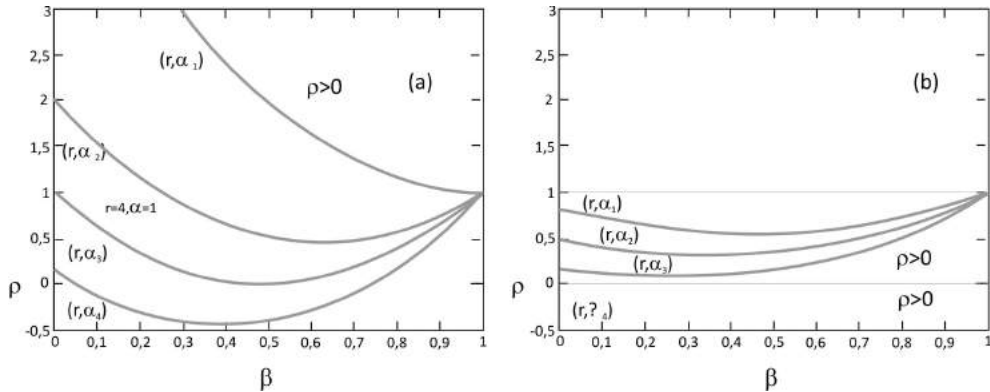 3
2,5
2
1,5
1
0,5
0
-0,5
ρ
(r,α 1)
ρ>0
(a)
(r,α 2)
r=4,α=1
(r,α3)
(r,α4)
0 0,1 0,2 0,3 0,4 0,5 0,6 0,7 0,8 0,9 1
β
3
2,5
2
1,5
1
0,5
0
-0,5
ρ
(b)
(r,α1)
(r,α2)
(r,α3)
ρ>0
ρ>0
(r,? 4)
0 0,1 0,2 0,3 0,4 0,5 0,6 0,7 0,8 0,9 1
β